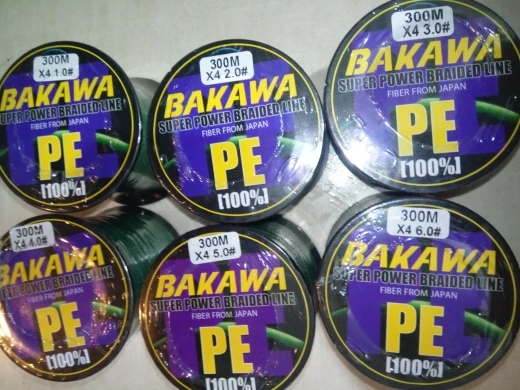 300M
X4 1.0#
BAKAWA
SUPER POWER BRAIDED LINE
FIBER FROM JAPAN
PE
[100%]
300M
X4 2.0#
BAKAWA
SUPER POWER BRAIDED LINE
FIBER FROM JAPAN
PE
[100%]
300M
X4 3.0#
BAKAWA
SUPER POWER BRAIDED LINE
FIBER FROM JAPAN
PE
[100%]
300M
X4 4.0#
BAKAWA
SUPER POWER BRAIDED LINE
FIBER FROM JAPAN
PE
[100%]
300M
X4 5.0#
BAKAWA
SUPER POWER BRAIDED LINE
FIBER FROM JAPAN
PE
[100%]
300M
X4 6.0#
BAKAWA
SUPER POWER BRAIDED LINE
FIBER FROM JAPAN
PE
[100%]